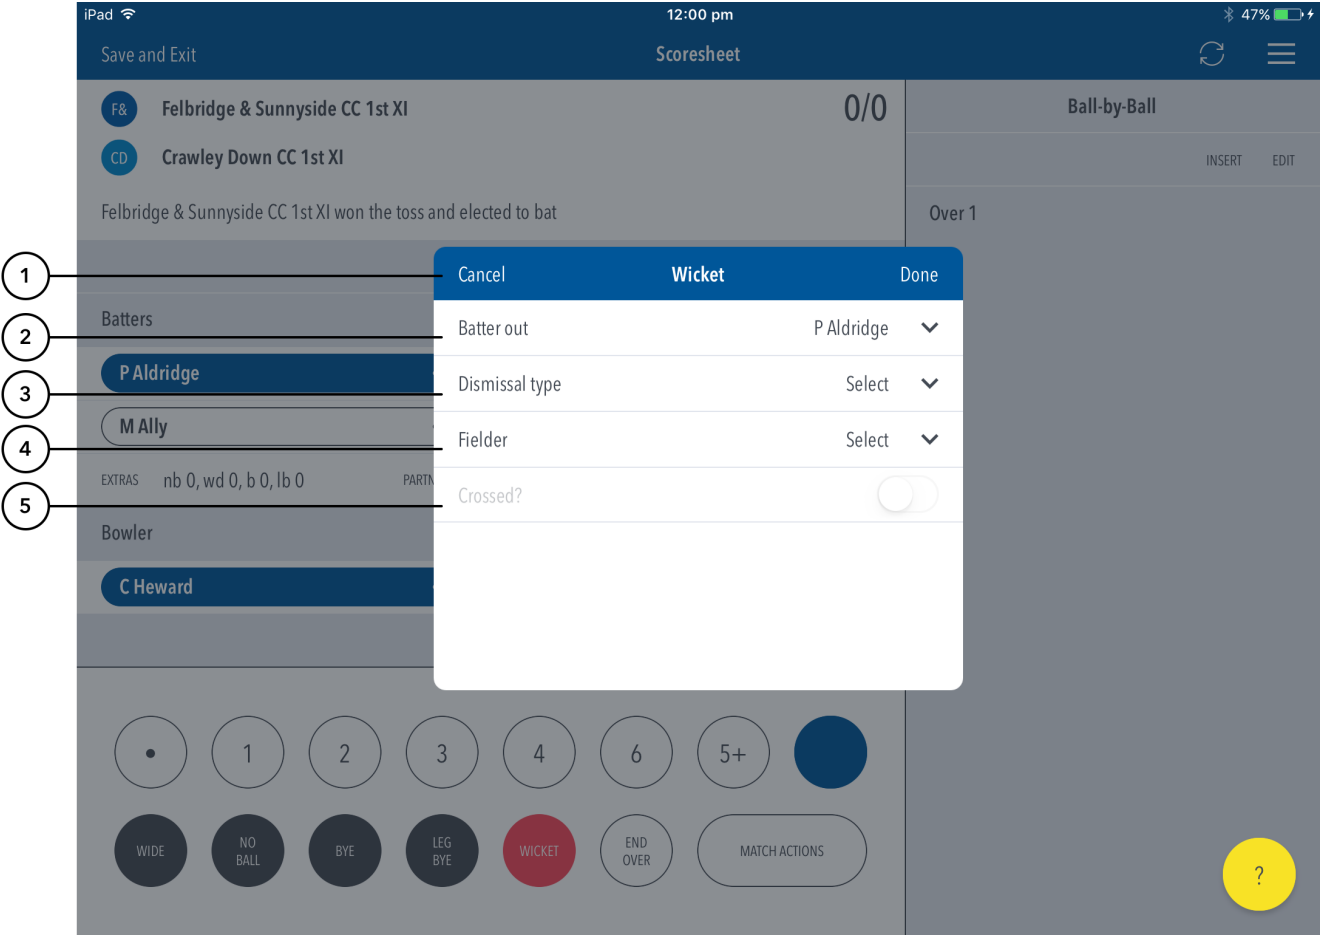 iPad 12:00 pm 47%
Save and Exit Scoresheet
F& Felbridge & Sunnyside CC 1st XI 0/0 Ball-by-Ball
CD Crawley Down CC 1st XI INSERT EDIT
Felbridge & Sunnyside CC 1st XI won the toss and elected to bat Over 1
1 Cancel Wicket Done
Batters
2 Batter out P Aldridge
P Aldridge
3 Dismissal type Select
M Ally
4 Fielder Select
EXTRAS nb 0, wd 0, b 0, lb 0
5 Crossed?
Bowler
C Heward
• 1 2 3 4 6 5+
WIDE NO BALL BYE LEG BYE WICKET END OVER MATCH ACTIONS
?